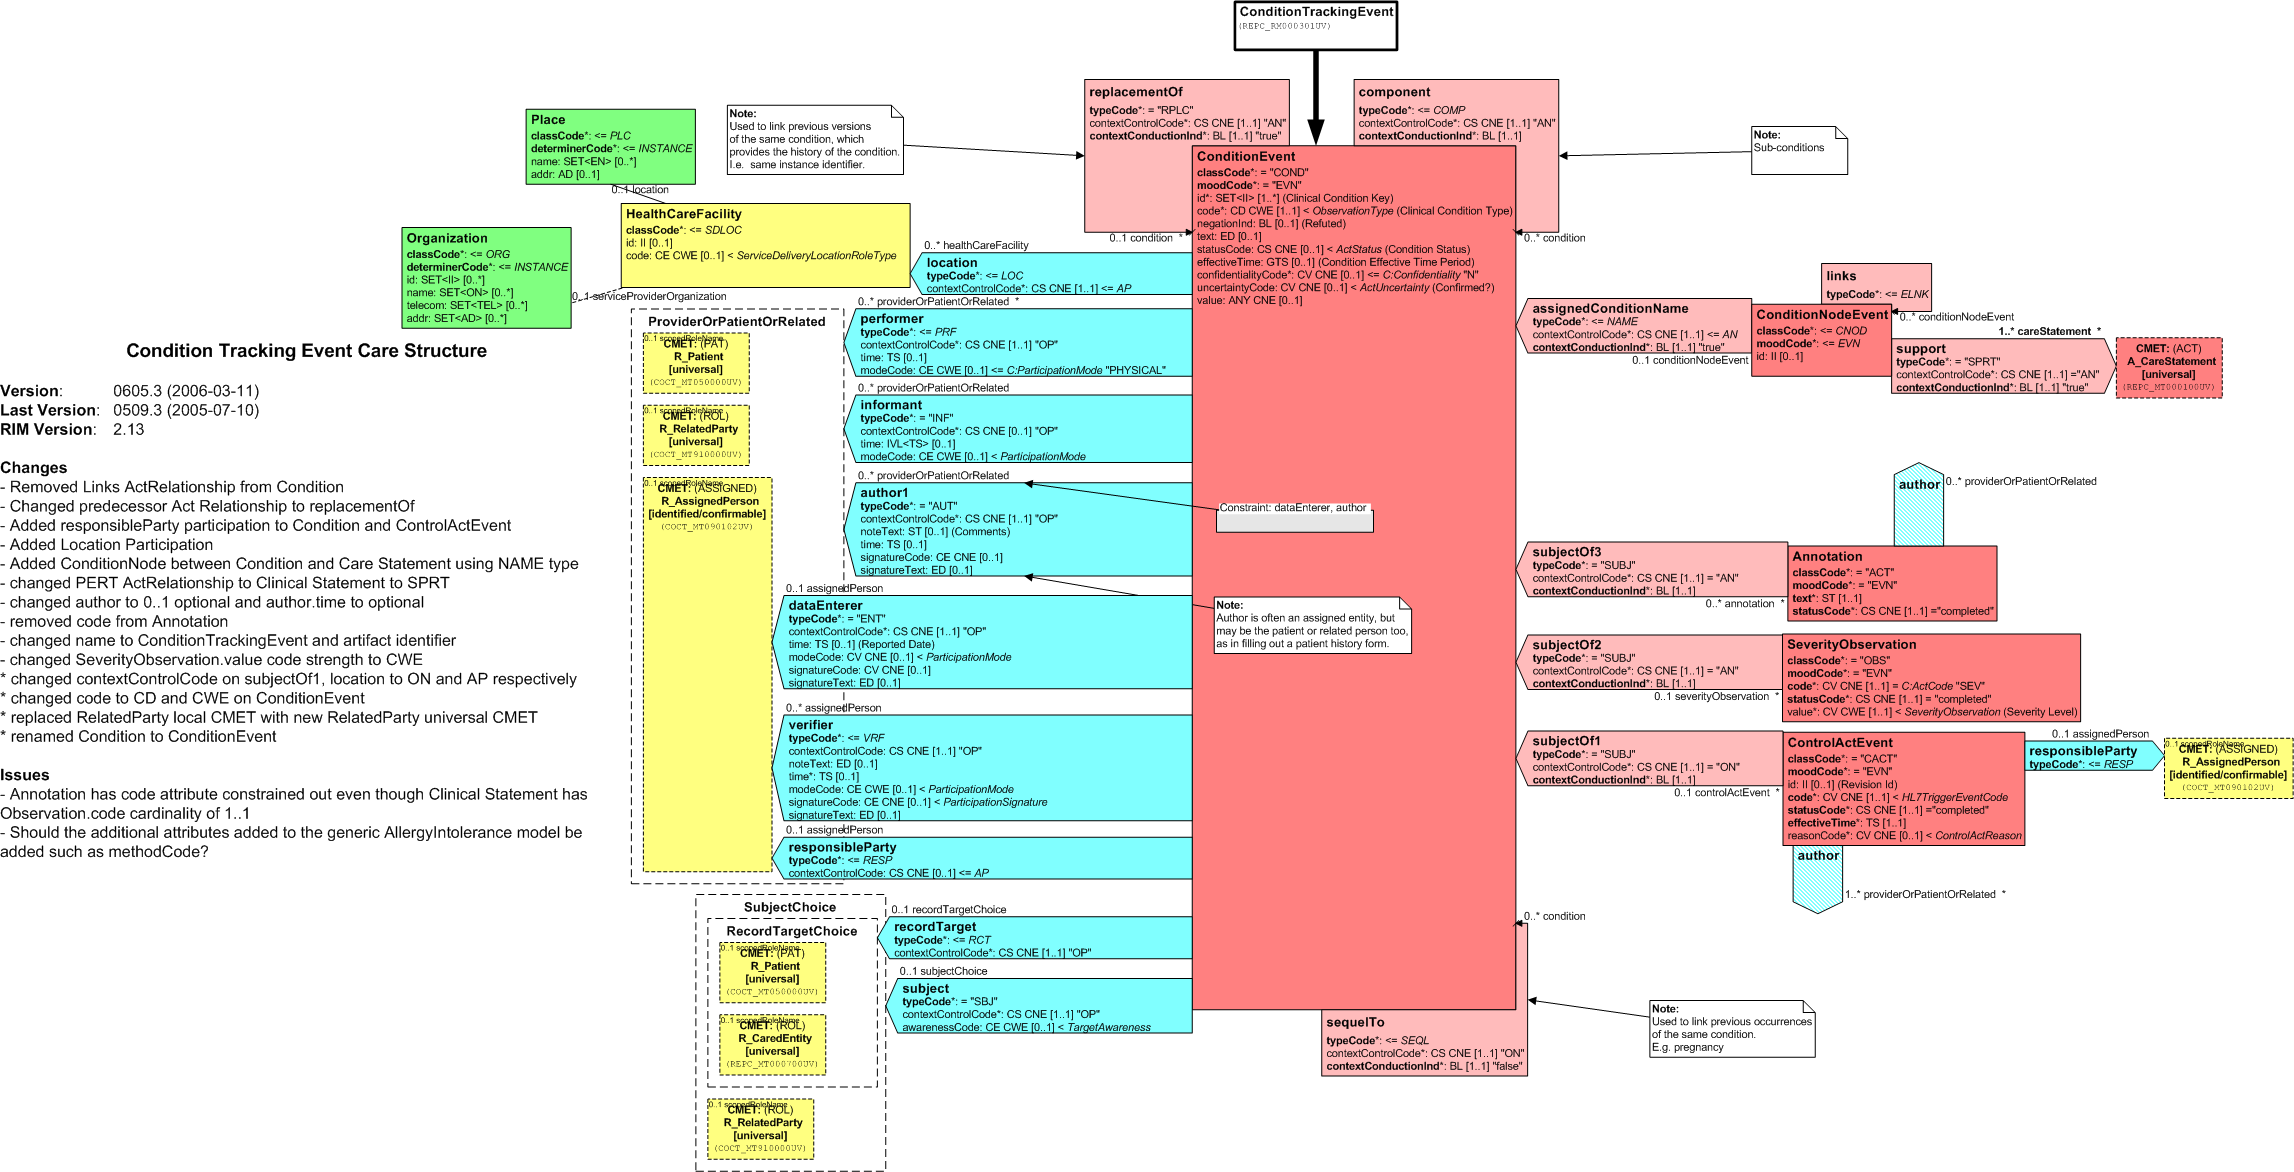 ConditionTrackingEvent
(REPC_RM000301UV)
replacementOf
typeCode*: = "RPLC"
contextControlCode*: CS CNE [1..1] "AN"
contextConductionInd*: BL [1..1] "true"
component
typeCode*: <= COMP
contextControlCode*: CS CNE [1..1] "AN"
contextConductionInd*: BL [1..1]
Note:
Used to link previous versions
of the same condition, which
provides the history of the condition.
I.e.  same instance identifier.
Note:
Sub-conditions
Place
classCode*: <= PLC
determinerCode*: <= INSTANCE
name: SET<EN> [0..*]
addr: AD [0..1]
0..1 location
HealthCareFacility
classCode*: <= SDLOC
id: II [0..1]
code: CE CWE [0..1] < ServiceDeliveryLocationRoleType
Organization
classCode*: <= ORG
determinerCode*: <= INSTANCE
id: SET<II> [0..*]
name: SET<ON> [0..*]
telecom: SET<TEL> [0..*]
addr: SET<AD> [0..*]
0..1 serviceProviderOrganization
ConditionEvent
classCode*: = "COND"
moodCode*: = "EVN"
id*: SET<II> [1..*] (Clinical Condition Key)
code*: CD CWE [1..1] < ObservationType (Clinical Condition Type)
negationInd: BL [0..1] (Refuted)
text: ED [0..1]
statusCode: CS CNE [0..1] < ActStatus (Condition Status)
effectiveTime: GTS [0..1] (Condition Effective Time Period)
confidentialityCode*: CV CNE [0..1] <= C:Confidentiality "N"
uncertaintyCode: CV CNE [0..1] < ActUncertainty (Confirmed?)
value: ANY CNE [0..1]
0..1 condition  *
0..* condition
0..* healthCareFacility
location
typeCode*: <= LOC
contextControlCode*: CS CNE [1..1] <= AP
0..* providerOrPatientOrRelated  *
performer
typeCode*: <= PRF
contextControlCode*: CS CNE [1..1] "OP"
time: TS [0..1]
modeCode: CE CWE [0..1] <= C:ParticipationMode "PHYSICAL"
0..* providerOrPatientOrRelated
informant
typeCode*: = "INF"
contextControlCode*: CS CNE [0..1] "OP"
time: IVL<TS> [0..1]
modeCode: CE CWE [0..1] < ParticipationMode
0..* providerOrPatientOrRelated
author1
typeCode*: = "AUT"
contextControlCode*: CS CNE [1..1] "OP"
noteText: ST [0..1] (Comments)
time: TS [0..1]
signatureCode: CE CNE [0..1]
signatureText: ED [0..1]
Constraint: dataEnterer, author
Note:
Author is often an assigned entity, but
may be the patient or related person too,
as in filling out a patient history form.
0..1 assignedPerson
dataEnterer
typeCode*: = "ENT"
contextControlCode*: CS CNE [1..1] "OP"
time: TS [0..1] (Reported Date)
modeCode: CV CNE [0..1] < ParticipationMode
signatureCode: CV CNE [0..1]
signatureText: ED [0..1]
0..* assignedPerson
verifier
typeCode*: <= VRF
contextControlCode: CS CNE [1..1] "OP"
noteText: ED [0..1]
time*: TS [0..1]
modeCode: CE CWE [0..1] < ParticipationMode
signatureCode: CE CNE [0..1] < ParticipationSignature
signatureText: ED [0..1]
0..1 assignedPerson
responsibleParty
typeCode*: <= RESP
contextControlCode: CS CNE [0..1] <= AP
0..1 recordTargetChoice
recordTarget
typeCode*: <= RCT
contextControlCode*: CS CNE [1..1] "OP"
0..1 subjectChoice
subject
typeCode*: = "SBJ"
contextControlCode*: CS CNE [1..1] "OP"
awarenessCode: CE CWE [0..1] < TargetAwareness
ProviderOrPatientOrRelated
0..1 scopedRoleName
CMET: (PAT)
R_Patient
[universal]
(COCT_MT050000UV)
0..1 scopedRoleName
CMET: (ROL)
R_RelatedParty
[universal]
(COCT_MT910000UV)
0..1 scopedRoleName
CMET: (ASSIGNED)
R_AssignedPerson
[identified/confirmable]
(COCT_MT090102UV)
SubjectChoice
RecordTargetChoice
0..1 scopedRoleName
CMET: (PAT)
R_Patient
[universal]
(COCT_MT050000UV)
0..1 scopedRoleName
CMET: (ROL)
R_CaredEntity
[universal]
(REPC_MT000700UV)
0..1 scopedRoleName
CMET: (ROL)
R_RelatedParty
[universal]
(COCT_MT910000UV)
links
typeCode*: <= ELNK
0..* conditionNodeEvent
assignedConditionName
typeCode*: <= NAME
contextControlCode*: CS CNE [1..1] <= AN
contextConductionInd*: BL [1..1] "true"
0..1 conditionNodeEvent
ConditionNodeEvent
classCode*: <= CNOD
moodCode*: <= EVN
id: II [0..1]
1..* careStatement  *
support
typeCode*: = "SPRT"
contextControlCode*: CS CNE [1..1] ="AN"
contextConductionInd*: BL [1..1] "true"
CMET: (ACT)
A_CareStatement
[universal]
(REPC_MT000100UV)
author
0..* providerOrPatientOrRelated
subjectOf3
typeCode*: = "SUBJ"
contextControlCode*: CS CNE [1..1] = "AN"
contextConductionInd*: BL [1..1]
0..* annotation  *
Annotation
classCode*: = "ACT"
moodCode*: = "EVN"
text*: ST [1..1]
statusCode*: CS CNE [1..1] ="completed"
subjectOf2
typeCode*: = "SUBJ"
contextControlCode*: CS CNE [1..1] = "AN"
contextConductionInd*: BL [1..1]
0..1 severityObservation  *
SeverityObservation
classCode*: = "OBS"
moodCode*: = "EVN"
code*: CV CNE [1..1] = C:ActCode "SEV"
statusCode*: CS CNE [1..1] = "completed"
value*: CV CWE [1..1] < SeverityObservation (Severity Level)
subjectOf1
typeCode*: = "SUBJ"
contextControlCode*: CS CNE [1..1] = "ON"
contextConductionInd*: BL [1..1]
0..1 controlActEvent  *
ControlActEvent
classCode*: = "CACT"
moodCode*: = "EVN"
id: II [0..1] (Revision Id)
code*: CV CNE [1..1] < HL7TriggerEventCode
statusCode*: CS CNE [1..1] ="completed"
effectiveTime*: TS [1..1]
reasonCode*: CV CNE [0..1] < ControlActReason
0..1 assignedPerson
responsibleParty
typeCode*: <= RESP
0..1 scopedRoleName
CMET: (ASSIGNED)
R_AssignedPerson
[identified/confirmable]
(COCT_MT090102UV)
author
1..* providerOrPatientOrRelated  *
0..* condition
sequelTo
typeCode*: <= SEQL
contextControlCode*: CS CNE [1..1] "ON"
contextConductionInd*: BL [1..1] "false"
Note:
Used to link previous occurrences
of the same condition.
E.g. pregnancy
Condition Tracking Event Care Structure
Version: 0605.3 (2006-03-11)
Last Version: 0509.3 (2005-07-10)
RIM Version: 2.13
Changes
- Removed Links ActRelationship from Condition
- Changed predecessor Act Relationship to replacementOf
- Added responsibleParty participation to Condition and ControlActEvent
- Added Location Participation
- Added ConditionNode between Condition and Care Statement using NAME type
- changed PERT ActRelationship to Clinical Statement to SPRT
- changed author to 0..1 optional and author.time to optional
- removed code from Annotation
- changed name to ConditionTrackingEvent and artifact identifier
- changed SeverityObservation.value code strength to CWE
* changed contextControlCode on subjectOf1, location to ON and AP respectively
* changed code to CD and CWE on ConditionEvent
* replaced RelatedParty local CMET with new RelatedParty universal CMET
* renamed Condition to ConditionEvent
Issues
- Annotation has code attribute constrained out even though Clinical Statement has
Observation.code cardinality of 1..1
- Should the additional attributes added to the generic AllergyIntolerance model be
added such as methodCode?